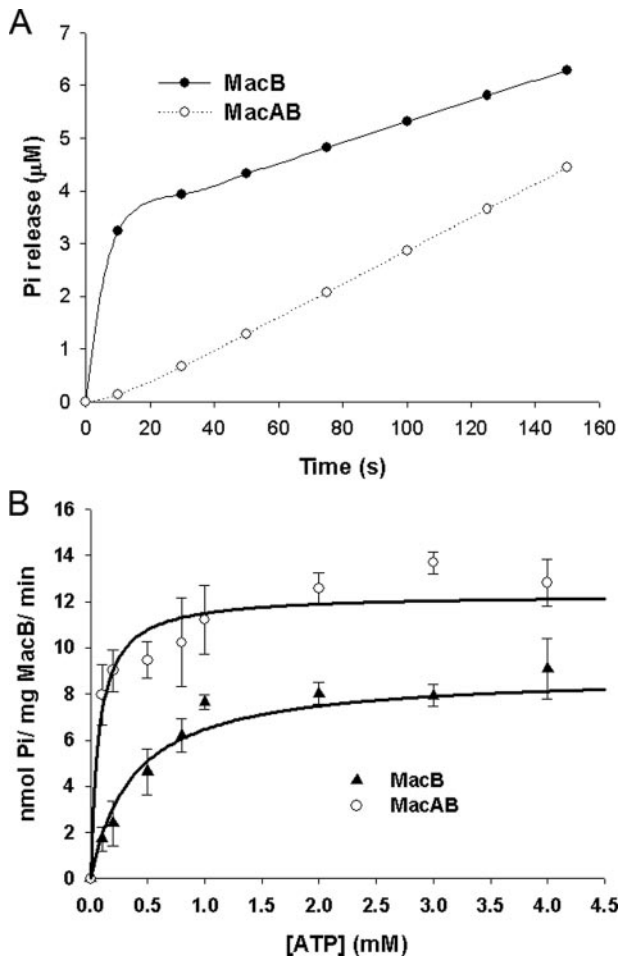 A
7
6
5
4
3
2
1
0
Pi release (μM)
MacB
MacAB
0 20 40 60 80 100 120 140 160
Time (s)
B
16
14
12
10
8
6
4
2
0
nmol Pi/ mg MacB/ min
MacB
MacAB
0.0 0.5 1.0 1.5 2.0 2.5 3.0 3.5 4.0 4.5
[ATP] (mM)